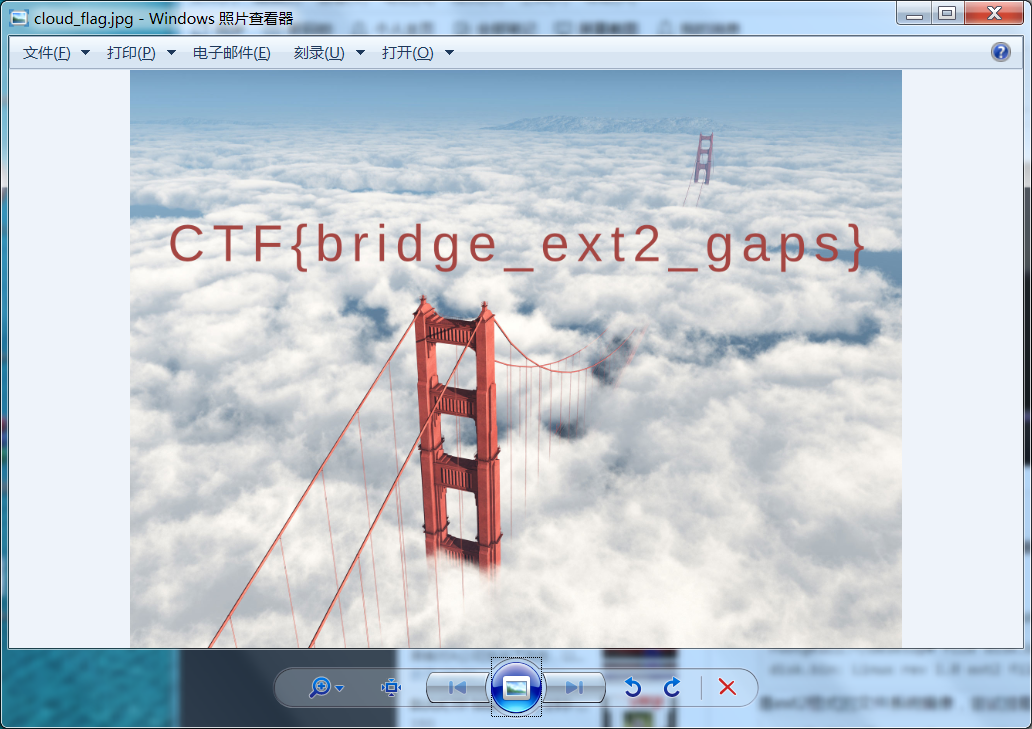 cloud_flag.jpg - Windows 照片查看器
文件(F) 打印(P) 电子邮件(E) 刻录(U) 打开(O)
CTF{bridge_ext2_gaps}